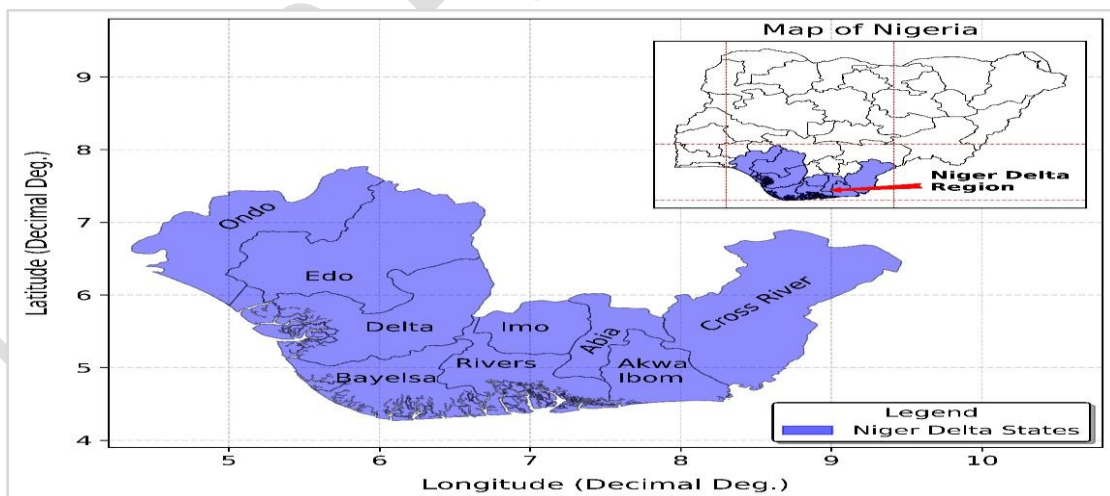 Map of Nigeria
Niger Delta
Region
9
8
7
6
5
4
Latitude (Decimal Deg.)
Ondo
Edo
Delta
Bayelsa
Imo
Rivers
Abia
Akwa
Ibom
Cross River
Legend
Niger Delta States
5
6
7
8
9
10
Longitude (Decimal Deg.)